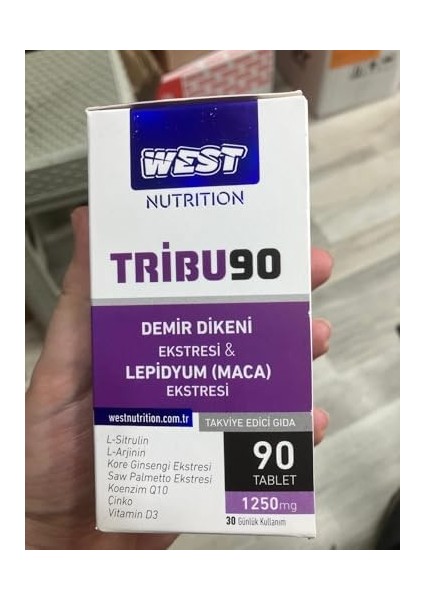 WEST
NUTRITION
TRİBU90
DEMİR DİKENİ
EKSTRESİ &
LEPİDYUM (MACA)
EKSTRESİ
westnutrition.com.tr
TAKVİYE EDİCİ GIDA
L-Sitrulin
L-Arjinin
Kore Ginsengi Ekstresi
Saw Palmetto Ekstresi
Koenzim Q10
Çinko
Vitamin D3
90
TABLET
1250mg
30 Günlük Kullanım